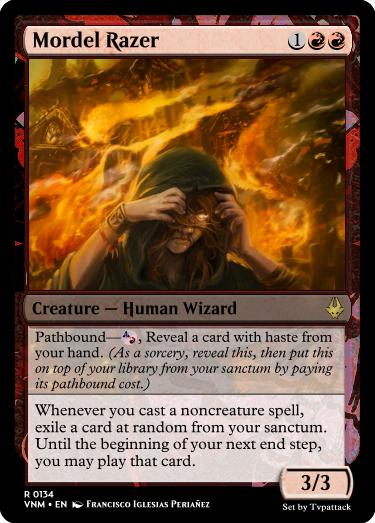 Mordel Razer 1
Creature — Human Wizard
Pathbound—, Reveal a card with haste from
your hand. (As a sorcery, reveal this, then put this
on top of your library from your sanctum by paying
its pathbound cost.)
Whenever you cast a noncreature spell,
exile a card at random from your sanctum.
Until the beginning of your next end step,
you may play that card.
3/3
R 0134
VNM • EN Francisco Iglesias Periañez
Set by Tvpattack